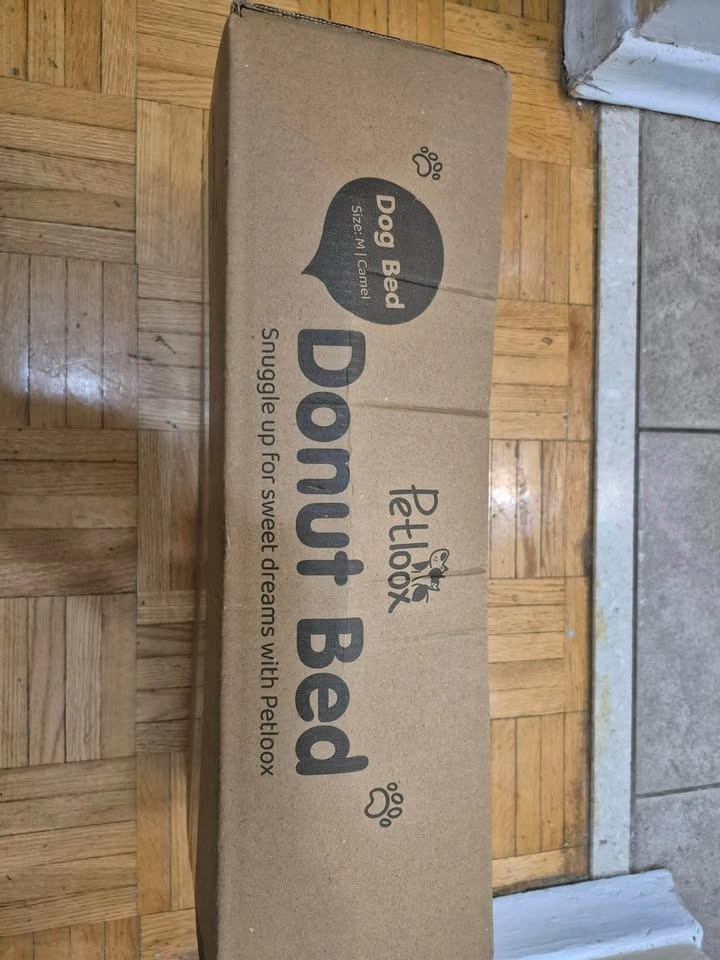 Petloox
Dog Bed
Size: M | Camel
Donut Bed
Snuggle up for sweet dreams with Petloox